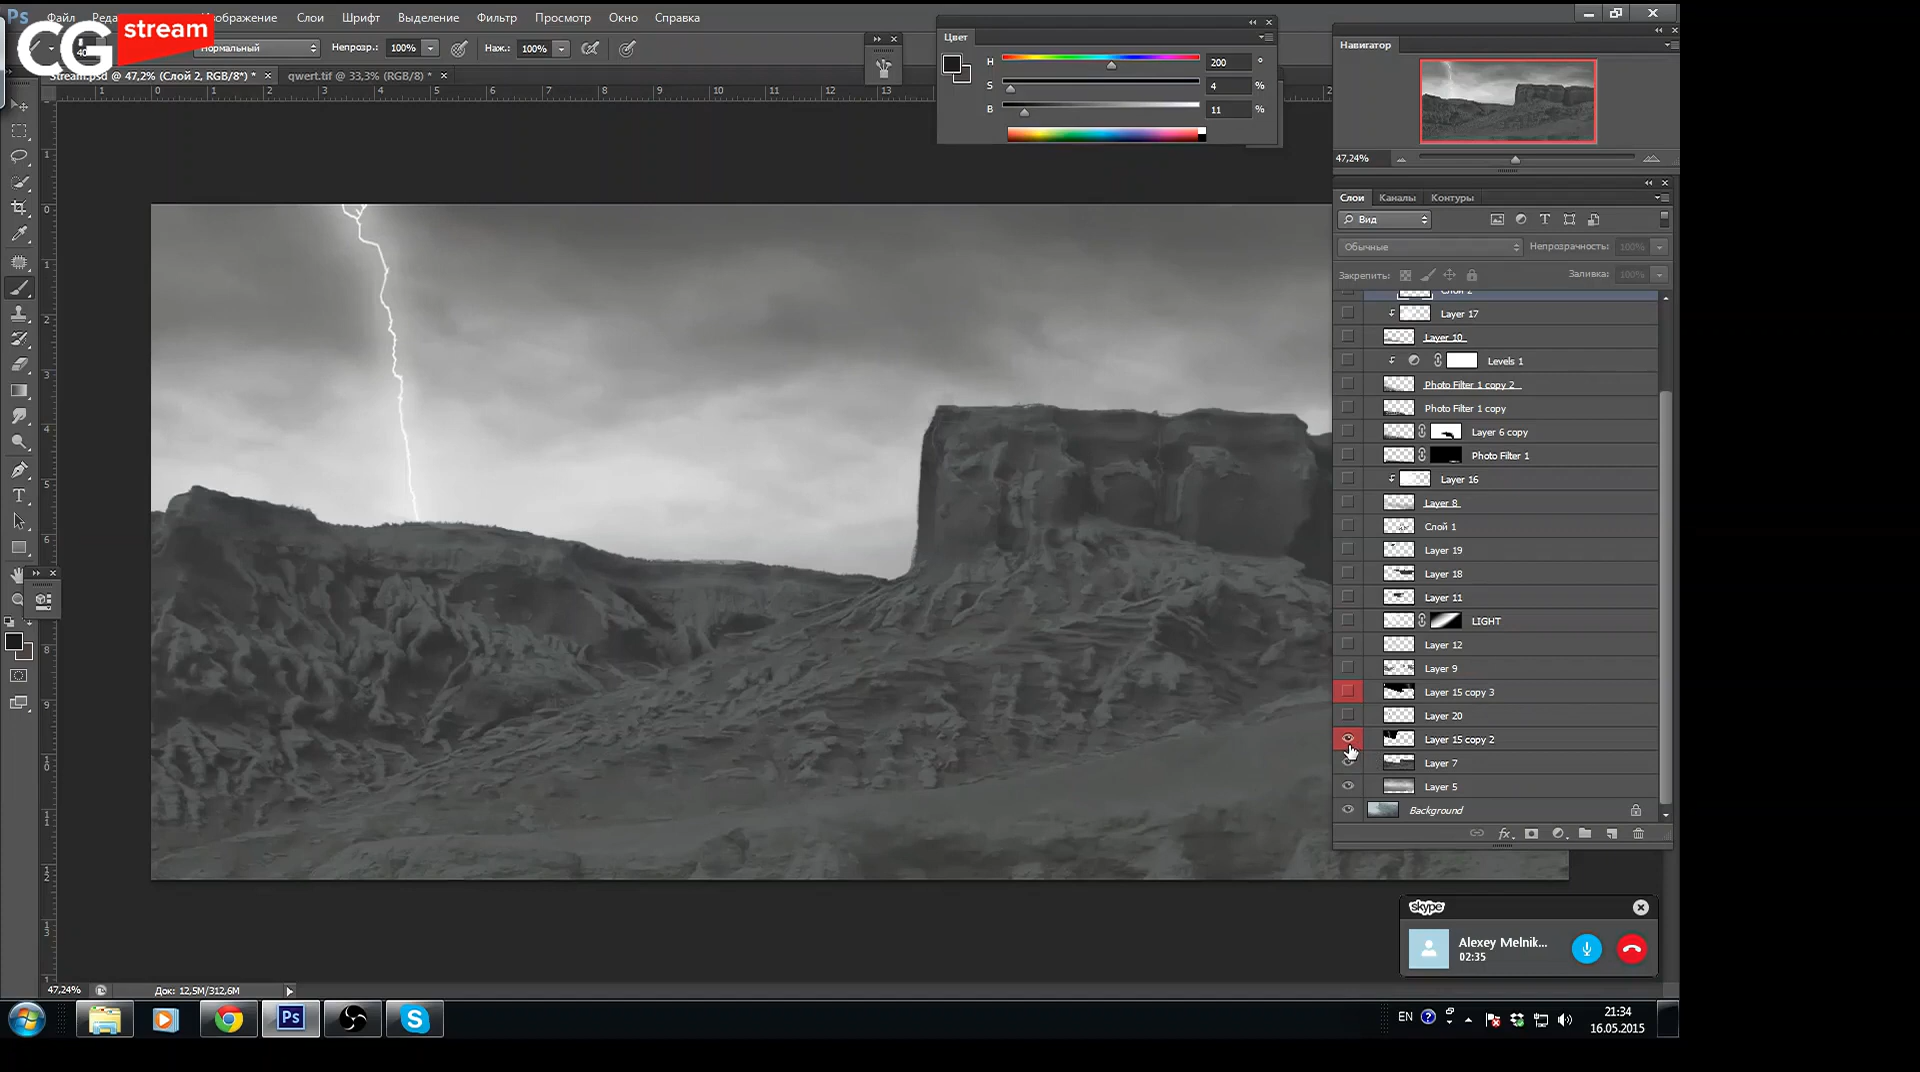 Ps
Файл
Изображение
Слои
Шрифт
Выделение
Фильтр
Просмотр
Окно
Справка
CG
stream
Нормальный
Непрозр.:
100%
Наж.:
100%
Stream.psd @ 47,2% (Слой 2, RGB/8*) *
qwert.tif @ 33,3% (RGB/8) *
Цвет
H
200
°
S
4
%
B
11
%
Навигатор
47,24%
Слои
Каналы
Контуры
Вид
Обычные
Непрозрачность:
100%
Закрепить:
Заливка:
100%
Слой 2
Layer 17
Layer 10
Levels 1
Photo Filter 1 copy 2
Photo Filter 1 copy
Layer 6 copy
Photo Filter 1
Layer 16
Layer 8
Слой 1
Layer 19
Layer 18
Layer 11
LIGHT
Layer 12
Layer 9
Layer 15 copy 3
Layer 20
Layer 15 copy 2
Layer 7
Layer 5
Background
fx
skype
Alexey Melnik...
02:35
47,24%
Док: 12,5M/312,6M
Ps
EN
21:34
16.05.2015